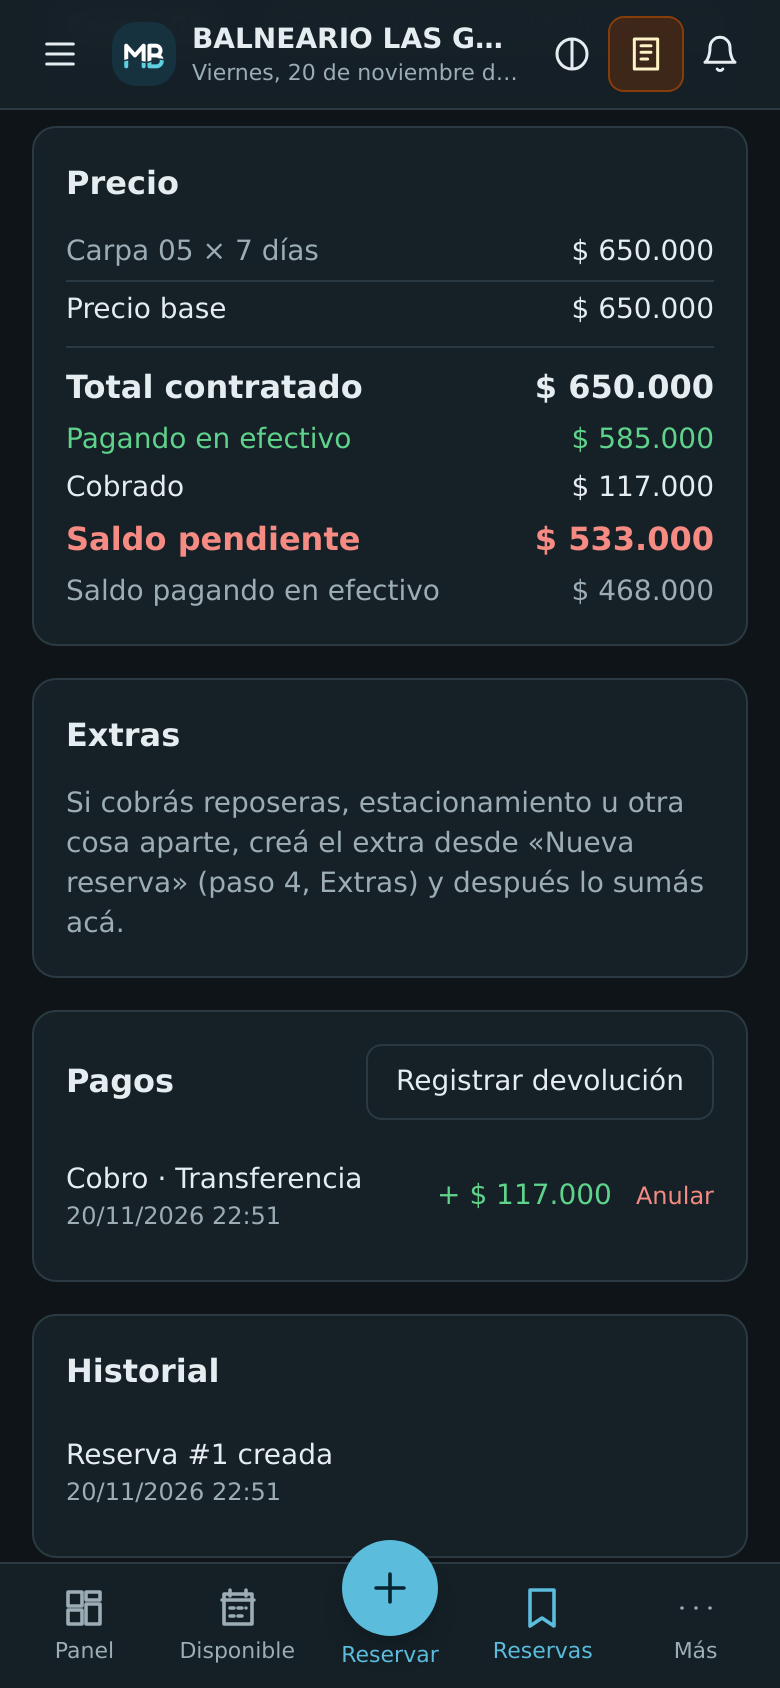 MB
BALNEARIO LAS G...
Viernes, 20 de noviembre d...
Precio
Carpa 05 × 7 días $ 650.000
Precio base $ 650.000
Total contratado $ 650.000
Pagando en efectivo $ 585.000
Cobrado $ 117.000
Saldo pendiente $ 533.000
Saldo pagando en efectivo $ 468.000
Extras
Si cobrás reposeras, estacionamiento u otra
cosa aparte, creá el extra desde «Nueva
reserva» (paso 4, Extras) y después lo sumás
acá.
Pagos
Registrar devolución
Cobro · Transferencia
20/11/2026 22:51
+ $ 117.000 Anular
Historial
Reserva #1 creada
20/11/2026 22:51
Panel Disponible Reservar Reservas Más